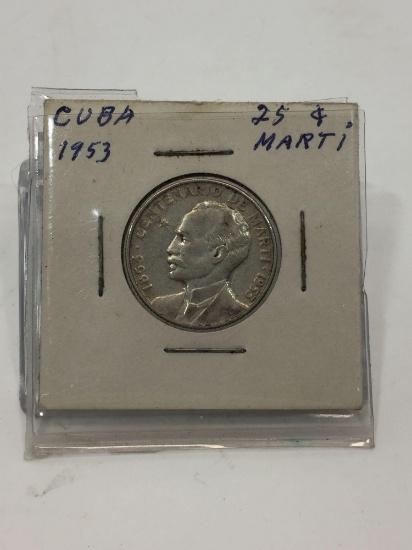 CUBA 25 ¢
1953 MARTI
1853 · CENTENARIO DE MARTI · 1953